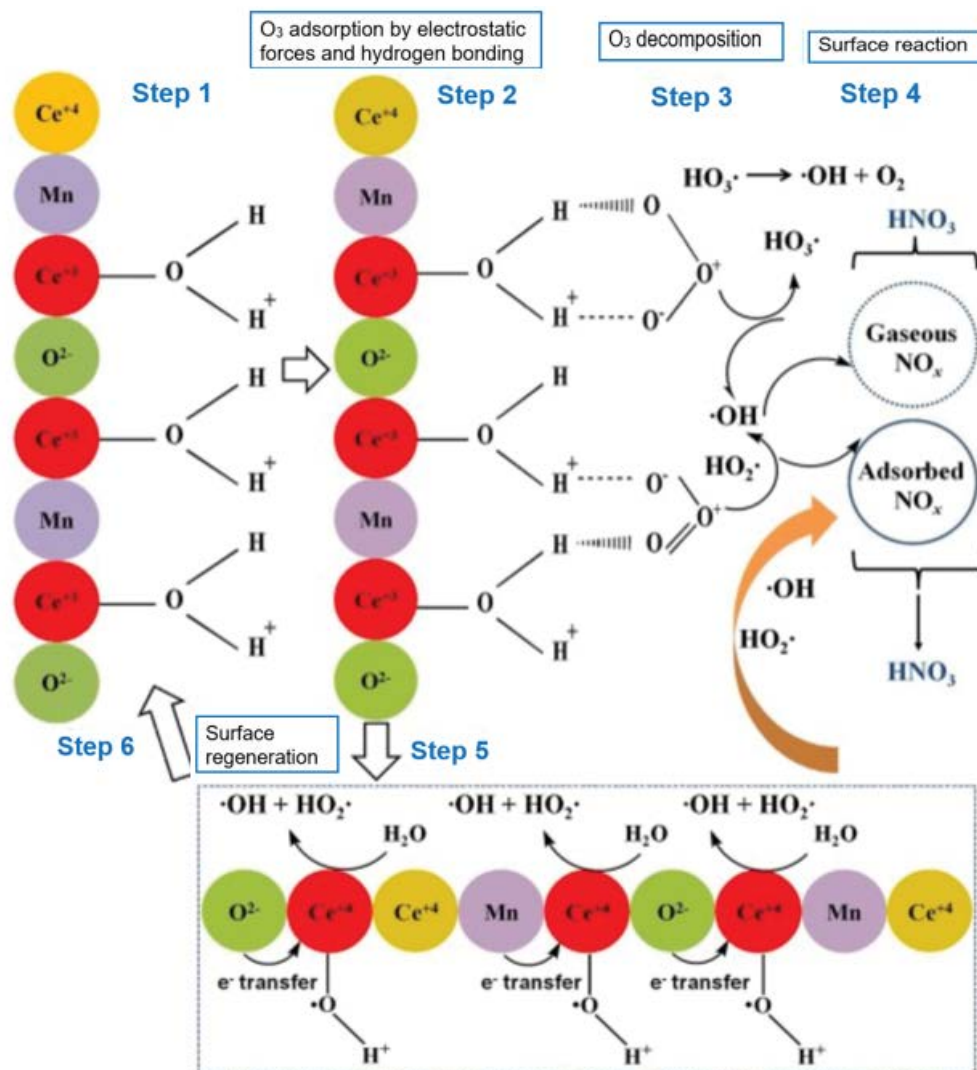 O₃ adsorption by electrostatic
forces and hydrogen bonding
O₃ decomposition
Surface reaction
Step 1
Step 2
Step 3
Step 4
Ce⁺⁴
Mn
Ce⁺³
O²⁻
Ce⁺³
Mn
Ce⁺³
O²⁻
O
H
H⁺
O
H
H⁺
O
H
H⁺
Ce⁺⁴
Mn
Ce⁺³
O²⁻
Ce⁺³
Mn
Ce⁺³
O²⁻
O
H
H⁺
O
H
H⁺
O
H
H⁺
O
O⁺
O⁻
O⁻
O⁺
O
HO₃· → ·OH + O₂
HO₃·
·OH
HO₂·
HNO₃
Gaseous
NOₓ
Adsorbed
NOₓ
HNO₃
·OH
HO₂·
Step 6
Surface
regeneration
Step 5
·OH + HO₂·
H₂O
·OH + HO₂·
H₂O
·OH + HO₂·
H₂O
O²⁻
Ce⁺⁴
Ce⁺⁴
Mn
Ce⁺⁴
O²⁻
Ce⁺⁴
Mn
Ce⁺⁴
e⁻ transfer
e⁻ transfer
e⁻ transfer
·O
·O
·O
H⁺
H⁺
H⁺